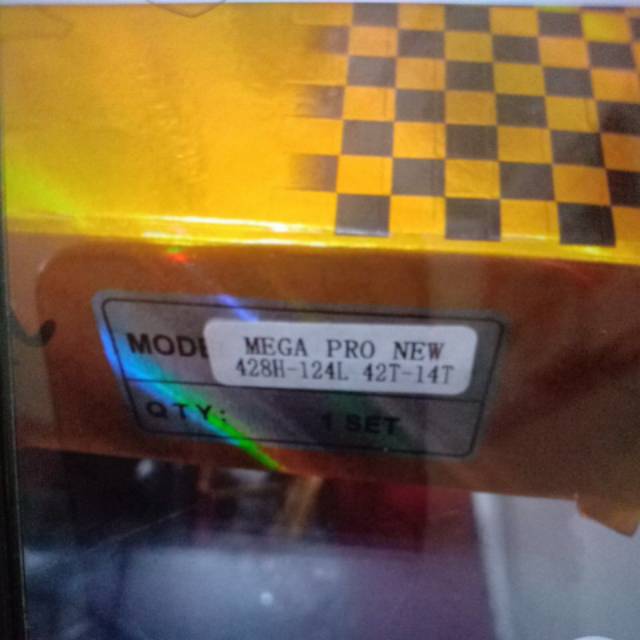 MODE
MEGA PRO NEW
428H-124L 42T-14T
QTY: 1 SET